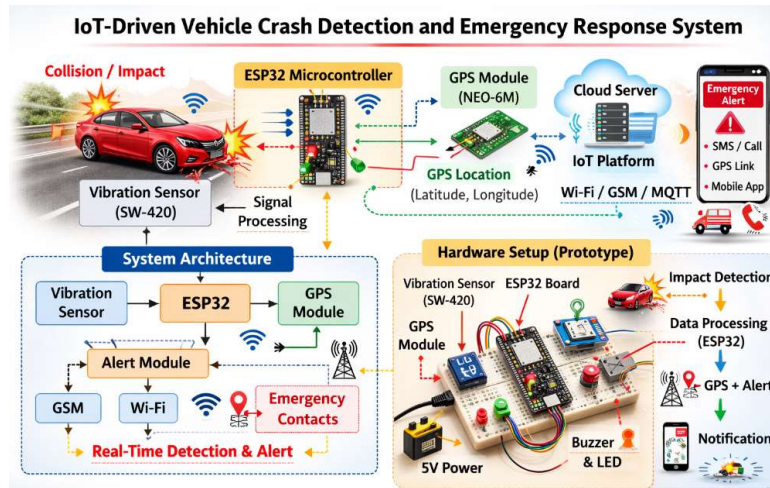 IoT-Driven Vehicle Crash Detection and Emergency Response System
Collision / Impact
ESP32 Microcontroller
GPS Module
(NEO-6M)
Cloud Server
IoT Platform
Emergency
Alert
• SMS / Call
• GPS Link
• Mobile App
GPS Location
(Latitude, Longitude)
Wi-Fi / GSM / MQTT
Vibration Sensor
(SW-420)
Signal
Processing
System Architecture
Vibration
Sensor
ESP32
GPS
Module
Alert Module
GSM
Wi-Fi
Emergency
Contacts
Real-Time Detection & Alert
Hardware Setup (Prototype)
Vibration Sensor
(SW-420)
ESP32 Board
GPS
Module
5V Power
Buzzer
& LED
Impact Detection
Data Processing
(ESP32)
GPS + Alert
Notification